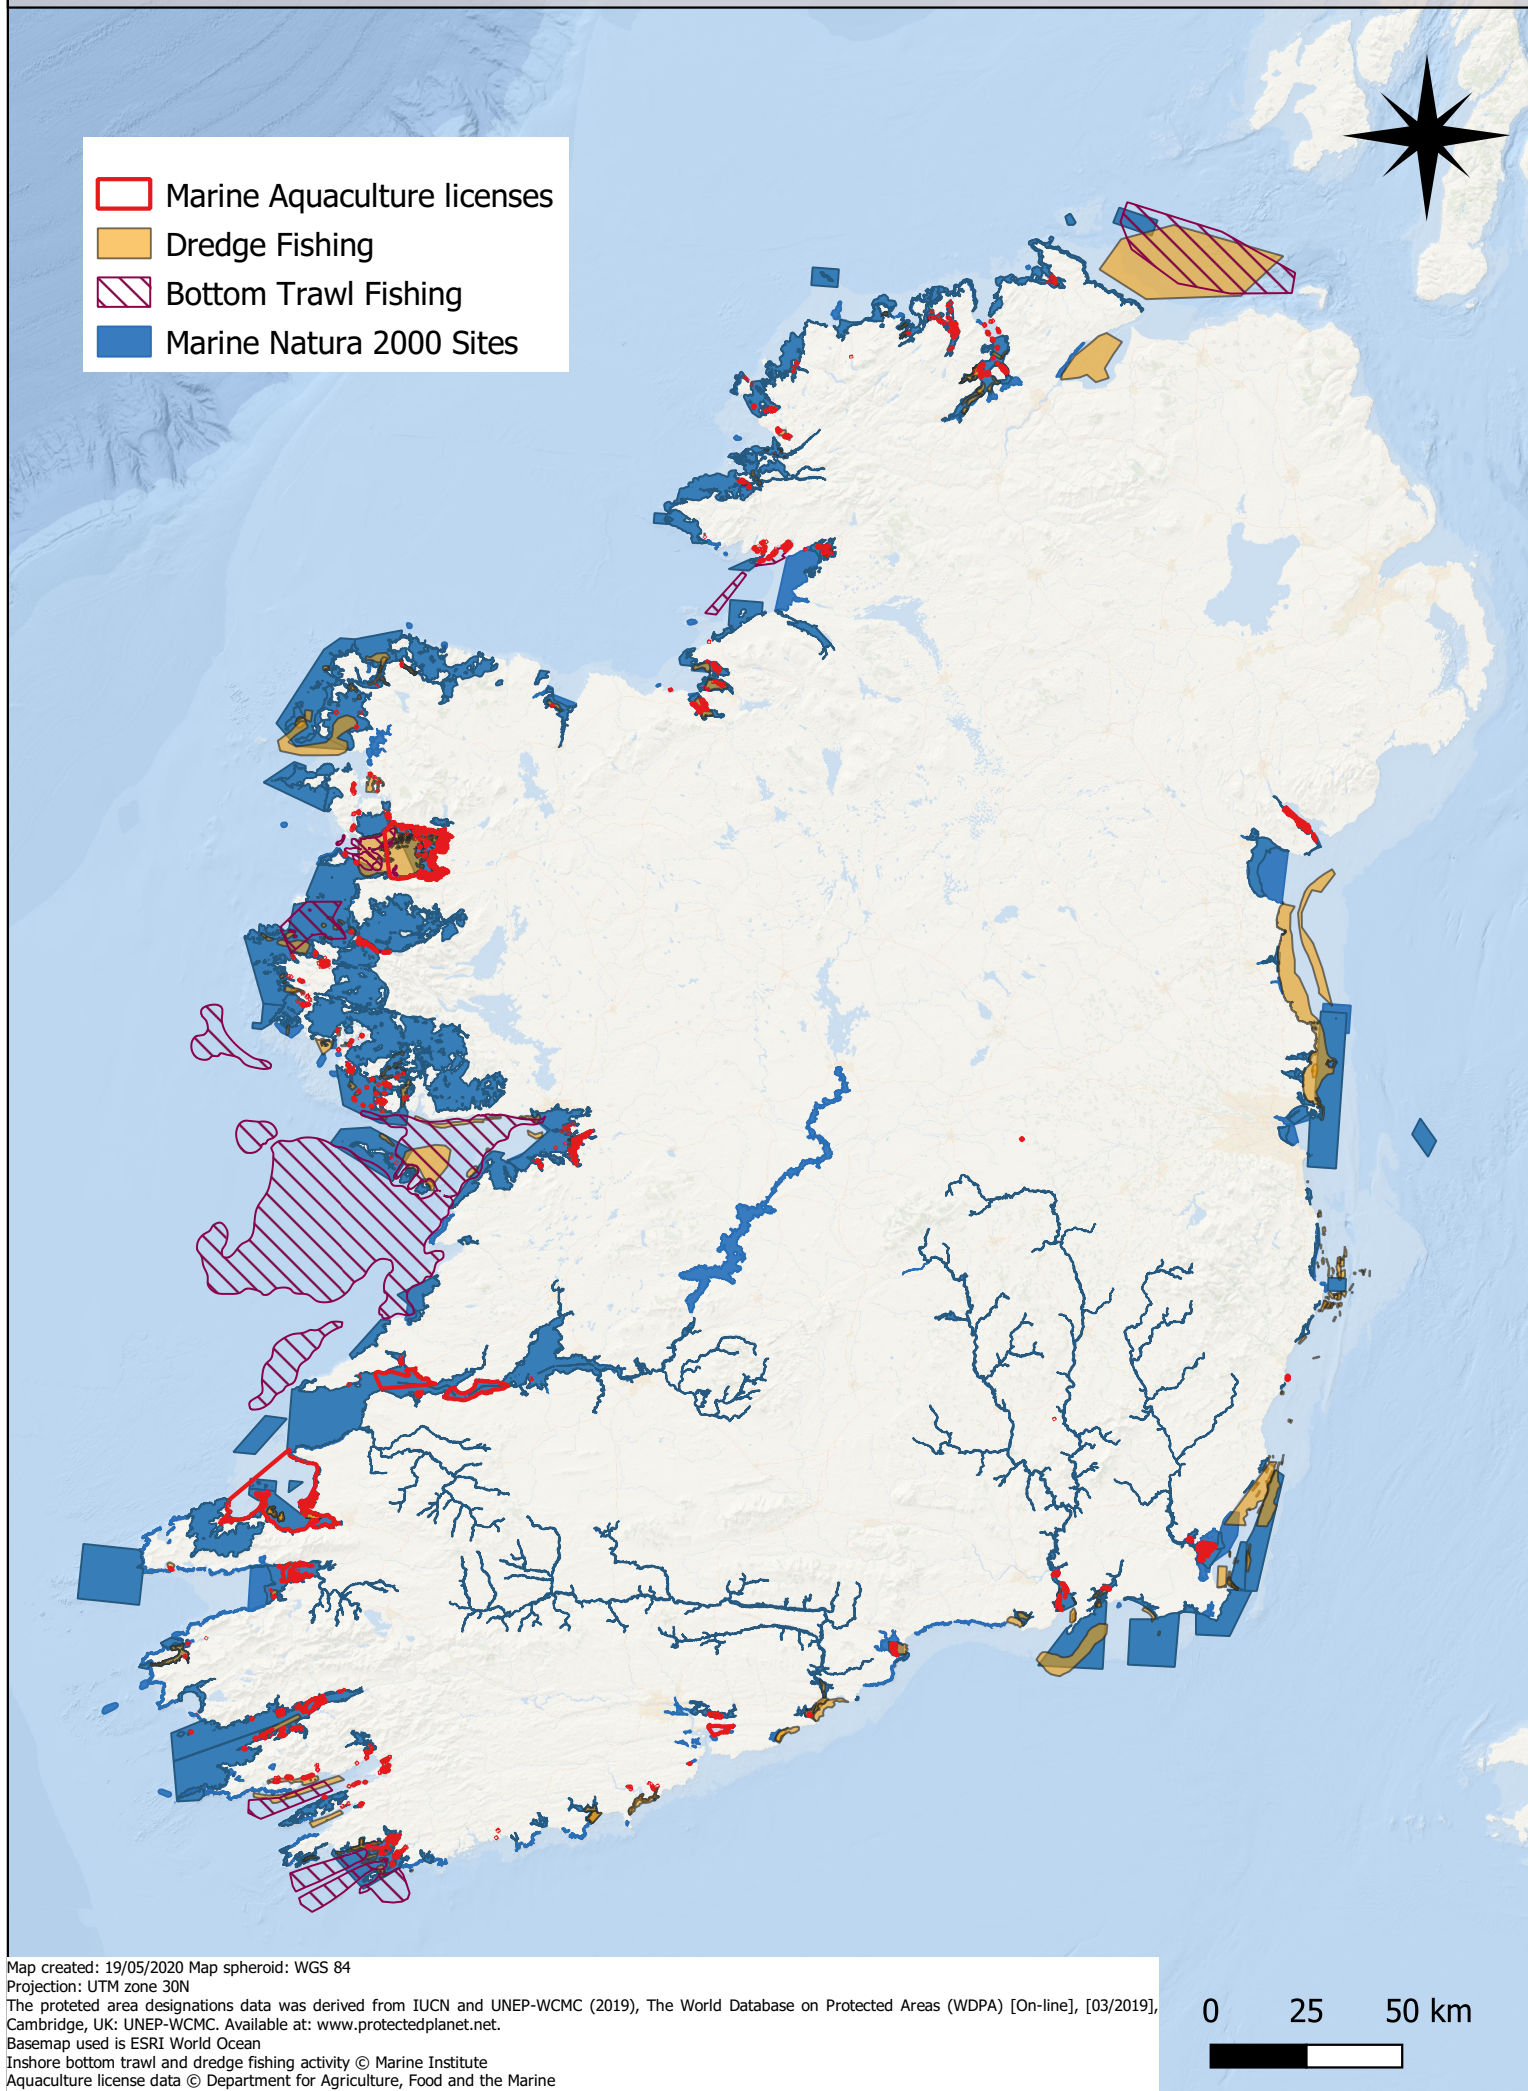 Marine Aquaculture licenses
Dredge Fishing
Bottom Trawl Fishing
Marine Natura 2000 Sites
Map created: 19/05/2020 Map spheroid: WGS 84
Projection: UTM zone 30N
The proteted area designations data was derived from IUCN and UNEP-WCMC (2019), The World Database on Protected Areas (WDPA) [On-line], [03/2019],
Cambridge, UK: UNEP-WCMC. Available at: www.protectedplanet.net.
Basemap used is ESRI World Ocean
Inshore bottom trawl and dredge fishing activity © Marine Institute
Aquaculture license data © Department for Agriculture, Food and the Marine
0 25 50 km